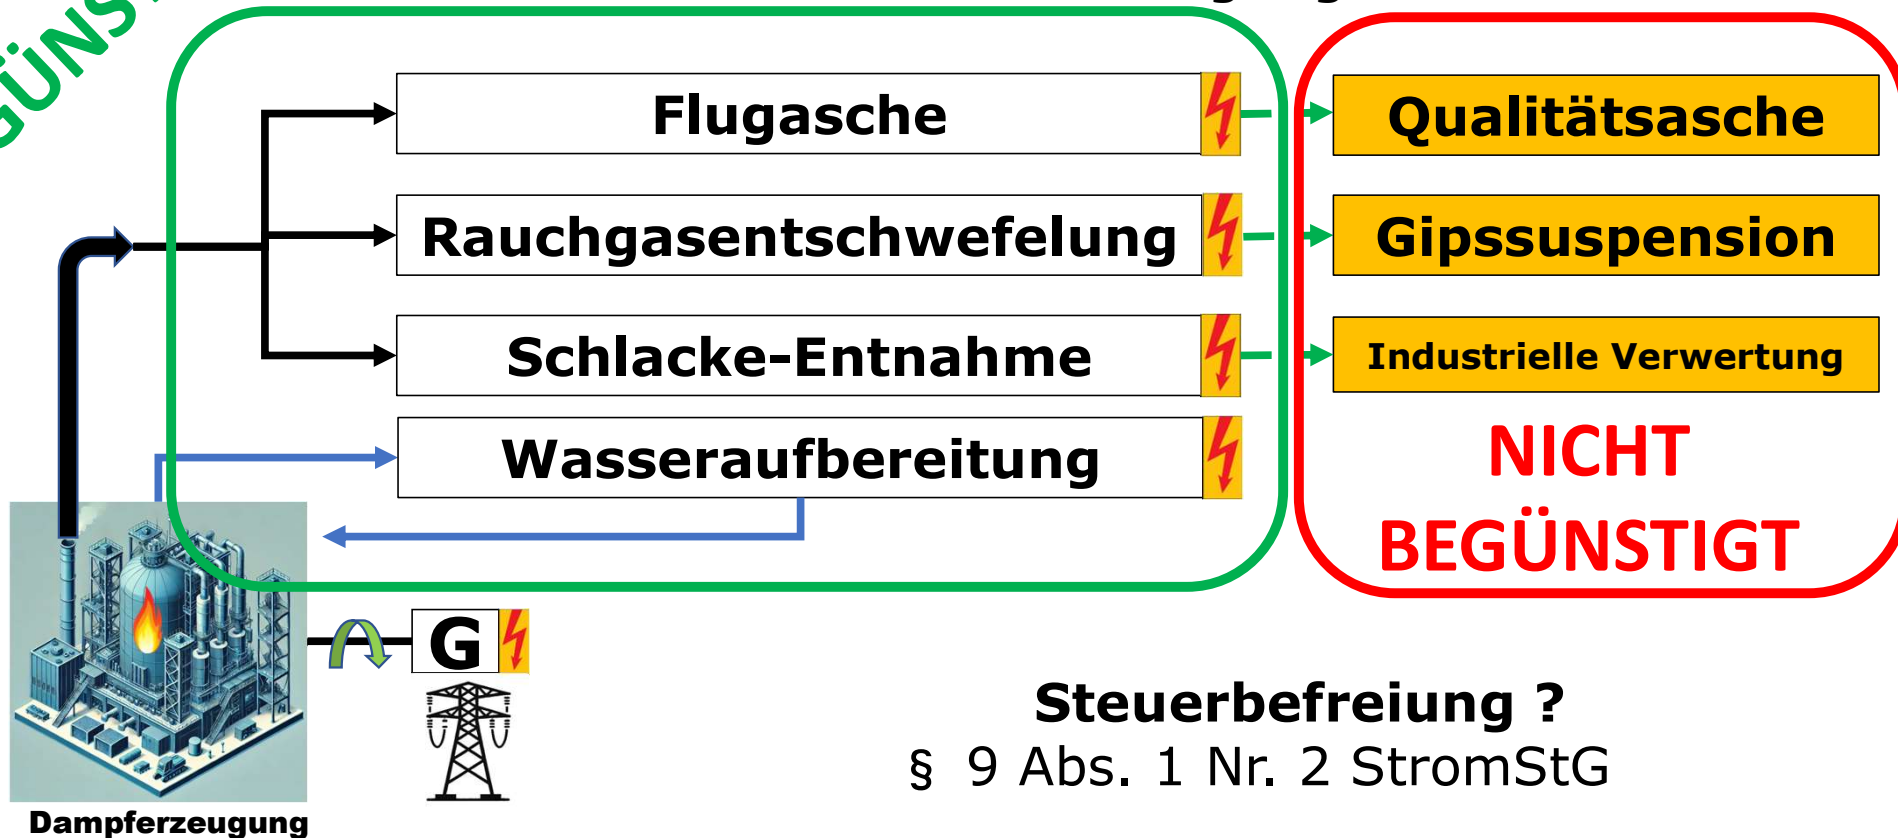 Flugasche
Qualitätsasche
Rauchgasentschwefelung
Gipssuspension
Schlacke-Entnahme
Industrielle Verwertung
Wasseraufbereitung
NICHT
BEGÜNSTIGT
G
Steuerbefreiung ?
§ 9 Abs. 1 Nr. 2 StromStG
Dampferzeugung